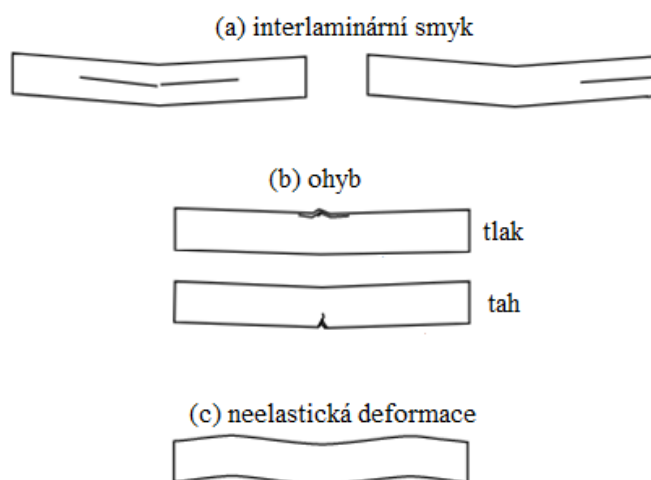 (a) interlaminární smyk
(b) ohyb
tlak
tah
(c) neelastická deformace